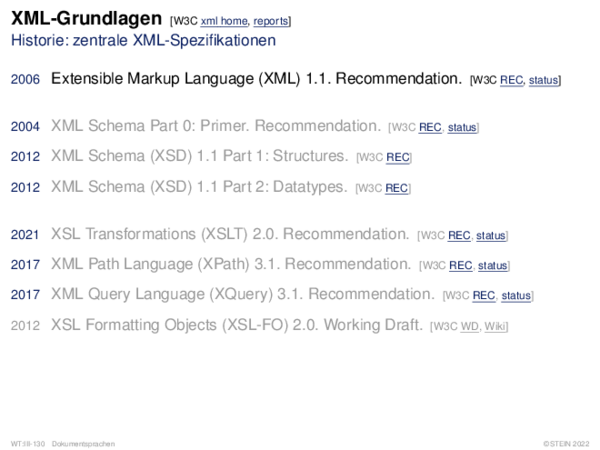 XML-Grundlagen [W3C xml home, reports]
Historie: zentrale XML-Spezifikationen
2006 Extensible Markup Language (XML) 1.1. Recommendation. [W3C REC, status]
2004 XML Schema Part 0: Primer. Recommendation. [W3C REC, status]
2012 XML Schema (XSD) 1.1 Part 1: Structures. [W3C REC]
2012 XML Schema (XSD) 1.1 Part 2: Datatypes. [W3C REC]
2021 XSL Transformations (XSLT) 2.0. Recommendation. [W3C REC, status]
2017 XML Path Language (XPath) 3.1. Recommendation. [W3C REC, status]
2017 XML Query Language (XQuery) 3.1. Recommendation. [W3C REC, status]
2012 XSL Formatting Objects (XSL-FO) 2.0. Working Draft. [W3C WD, Wiki]
WT:III-130 Dokumentsprachen ©STEIN 2022